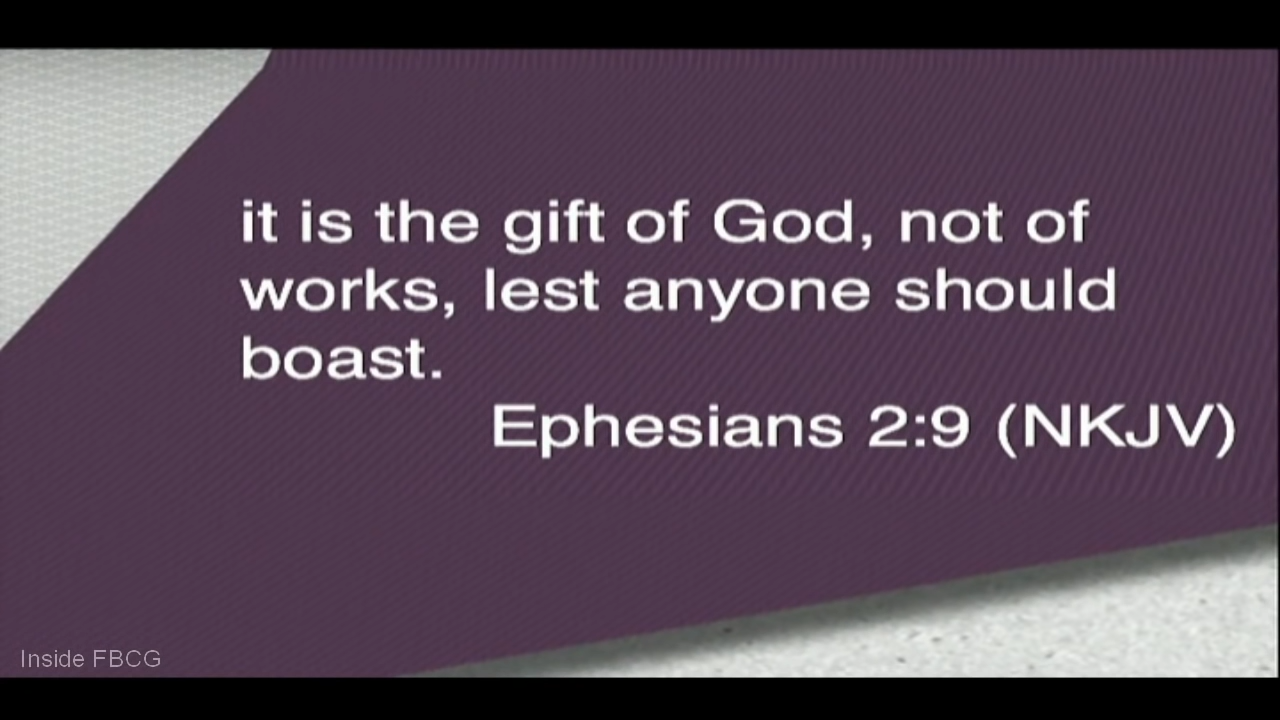 it is the gift of God, not of
works, lest anyone should
boast.
Ephesians 2:9 (NKJV)
Inside FBCG